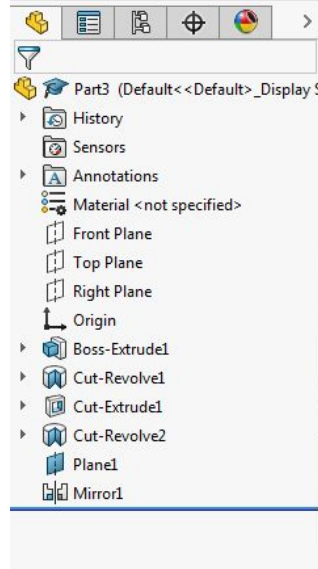 Part3 (Default<<Default>_Display S
History
Sensors
Annotations
Material <not specified>
Front Plane
Top Plane
Right Plane
Origin
Boss-Extrude1
Cut-Revolve1
Cut-Extrude1
Cut-Revolve2
Plane1
Mirror1